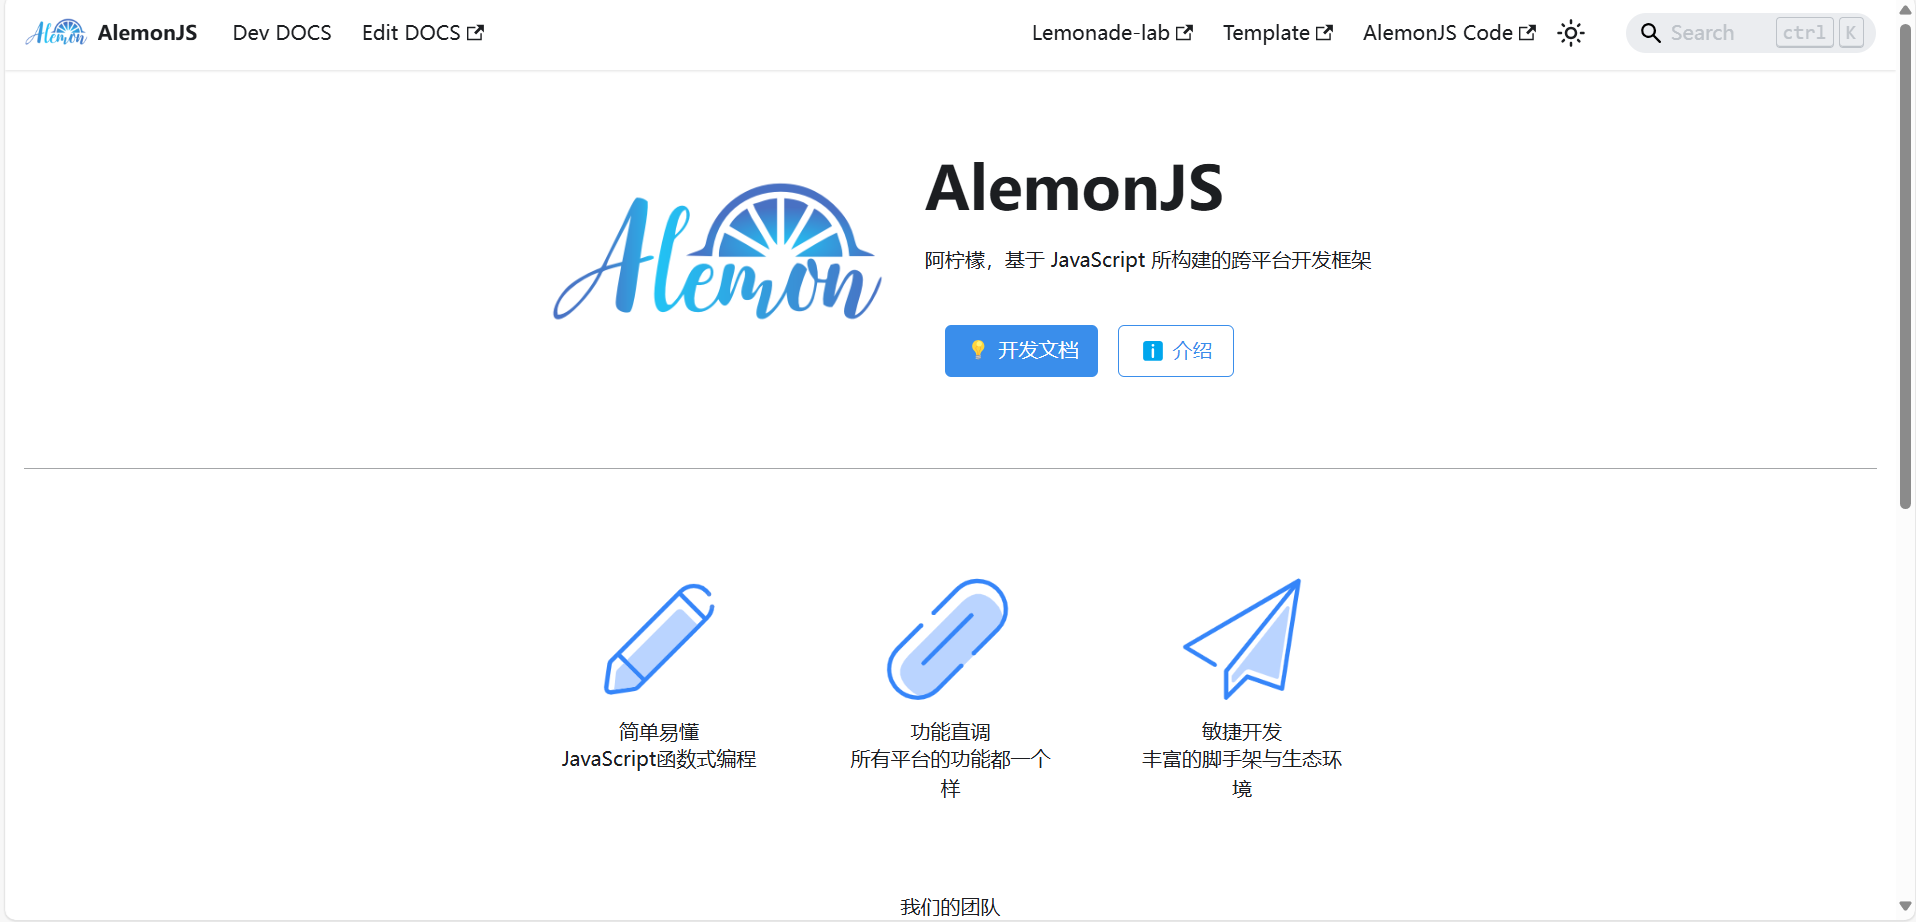 Alemon AlemonJS Dev DOCS Edit DOCS Lemonade-lab Template AlemonJS Code Search ctrl K
Alemon
AlemonJS
阿柠檬，基于 JavaScript 所构建的跨平台开发框架
💡 开发文档 ℹ️ 介绍
简单易懂
JavaScript函数式编程
功能直调
所有平台的功能都一个
样
敏捷开发
丰富的脚手架与生态环
境
我们的团队